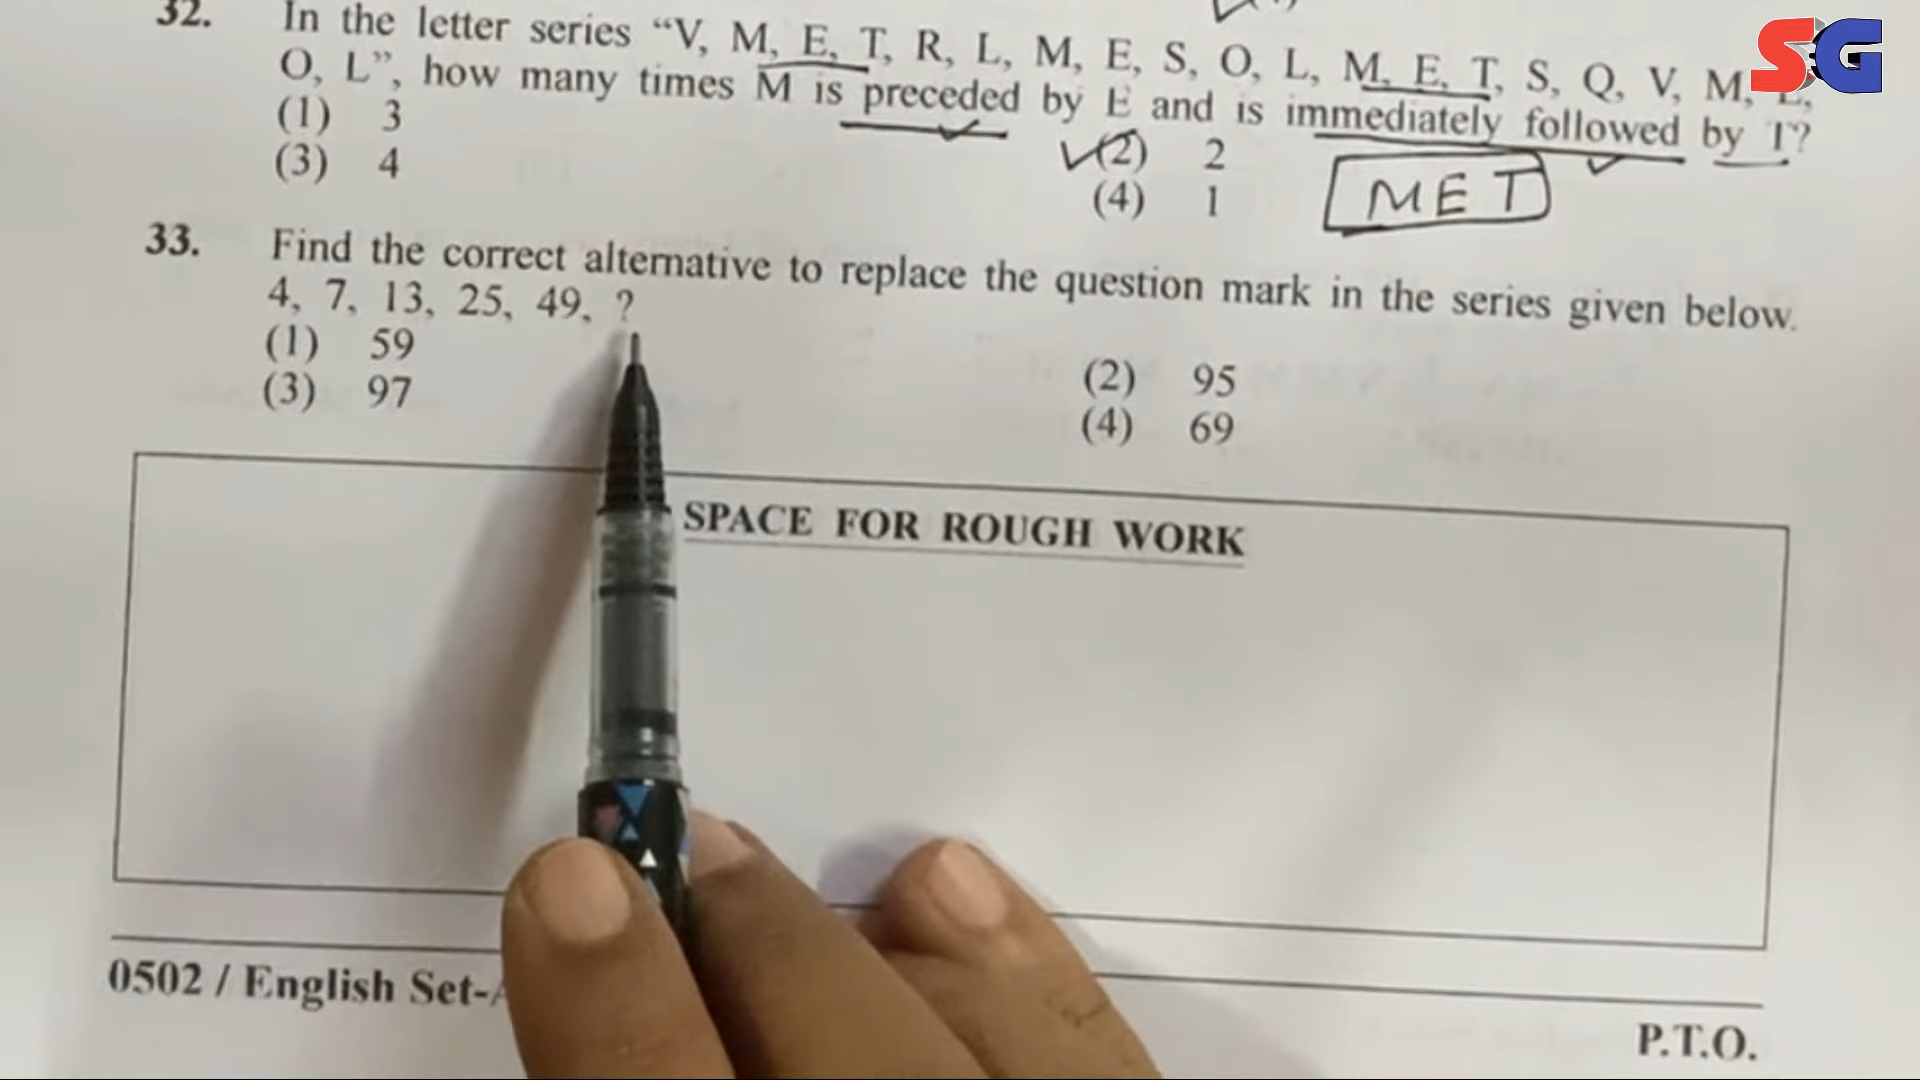 SG
32. In the letter series “V, M, E, T, R, L, M, E, S, O, L, M, E, T, S, Q, V, M, E,
O, L”, how many times M is preceded by E and is immediately followed by T?
(1) 3
(2) 2
(3) 4
(4) 1
MET
33. Find the correct alternative to replace the question mark in the series given below.
4, 7, 13, 25, 49, ?
(1) 59
(2) 95
(3) 97
(4) 69
SPACE FOR ROUGH WORK
0502 / English Set-A
P.T.O.